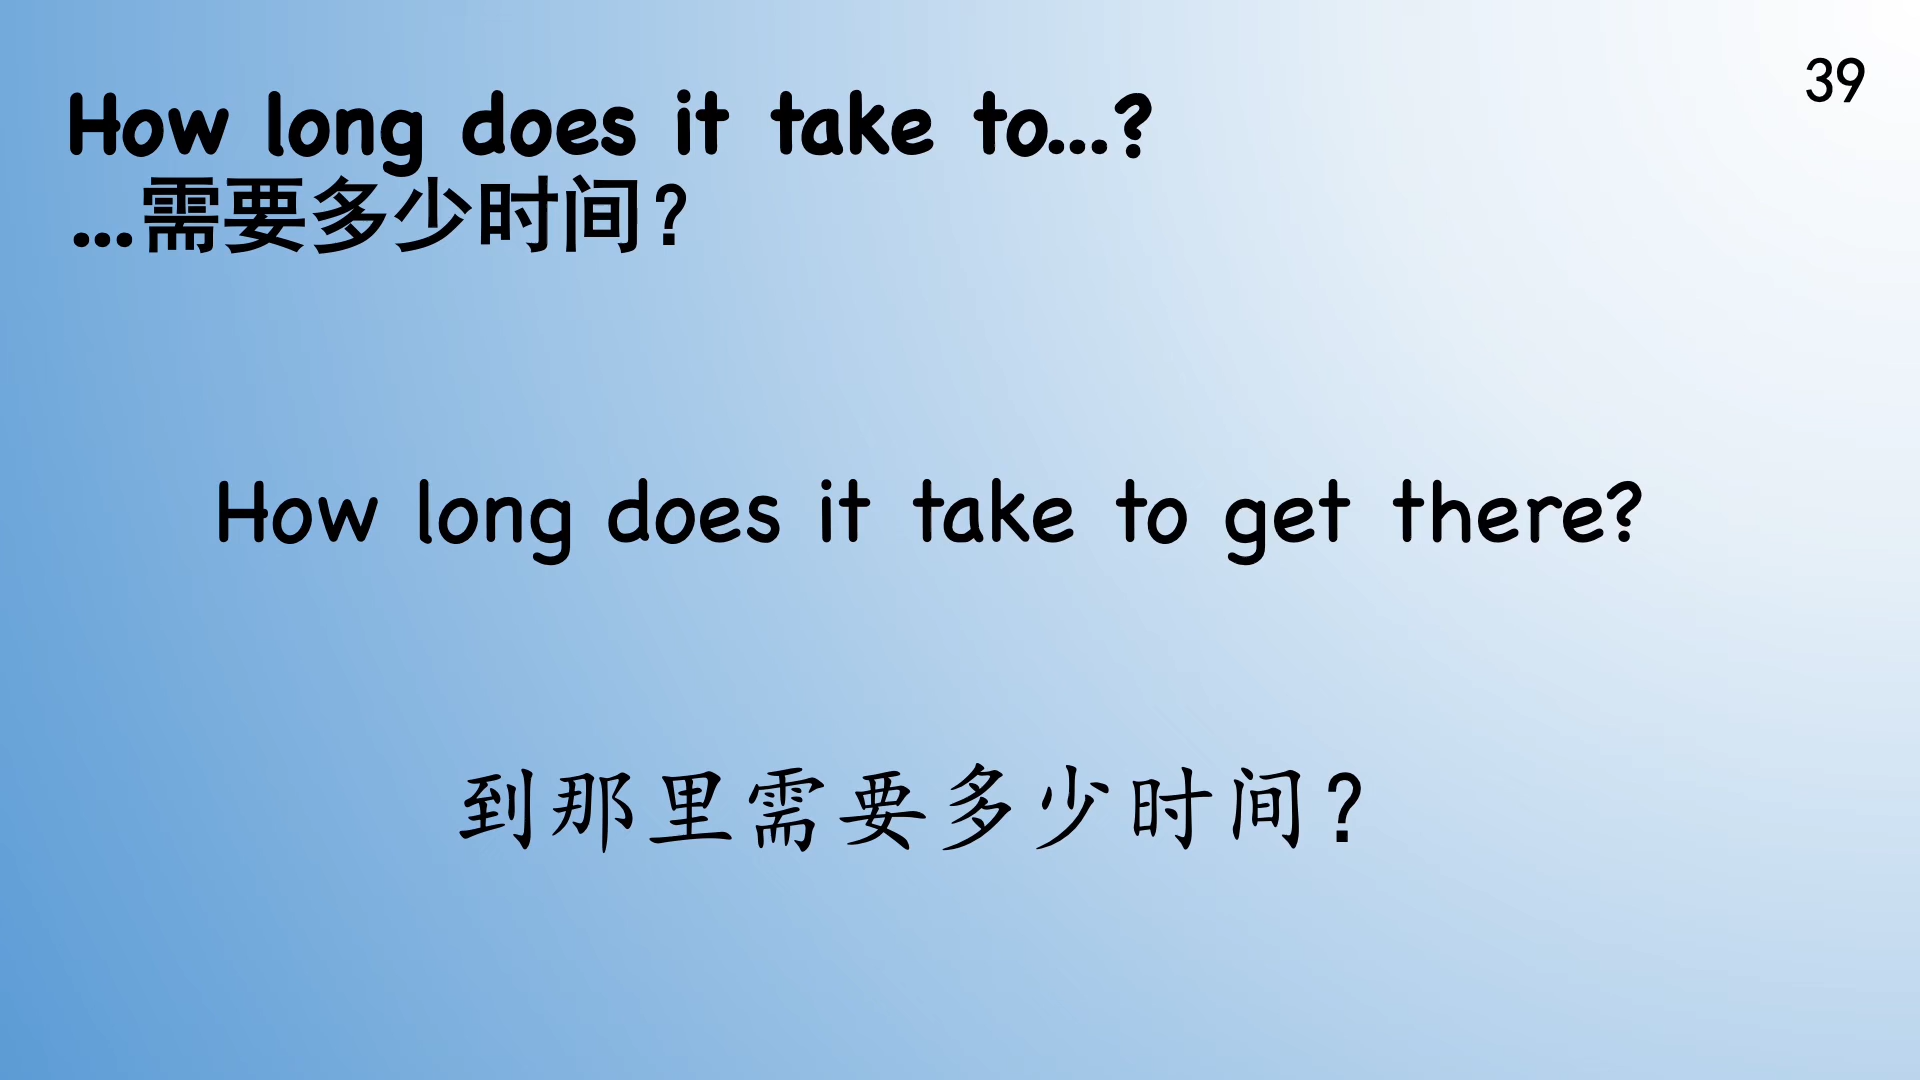 39
How long does it take to...?
...需要多少时间？
How long does it take to get there?
到那里需要多少时间？